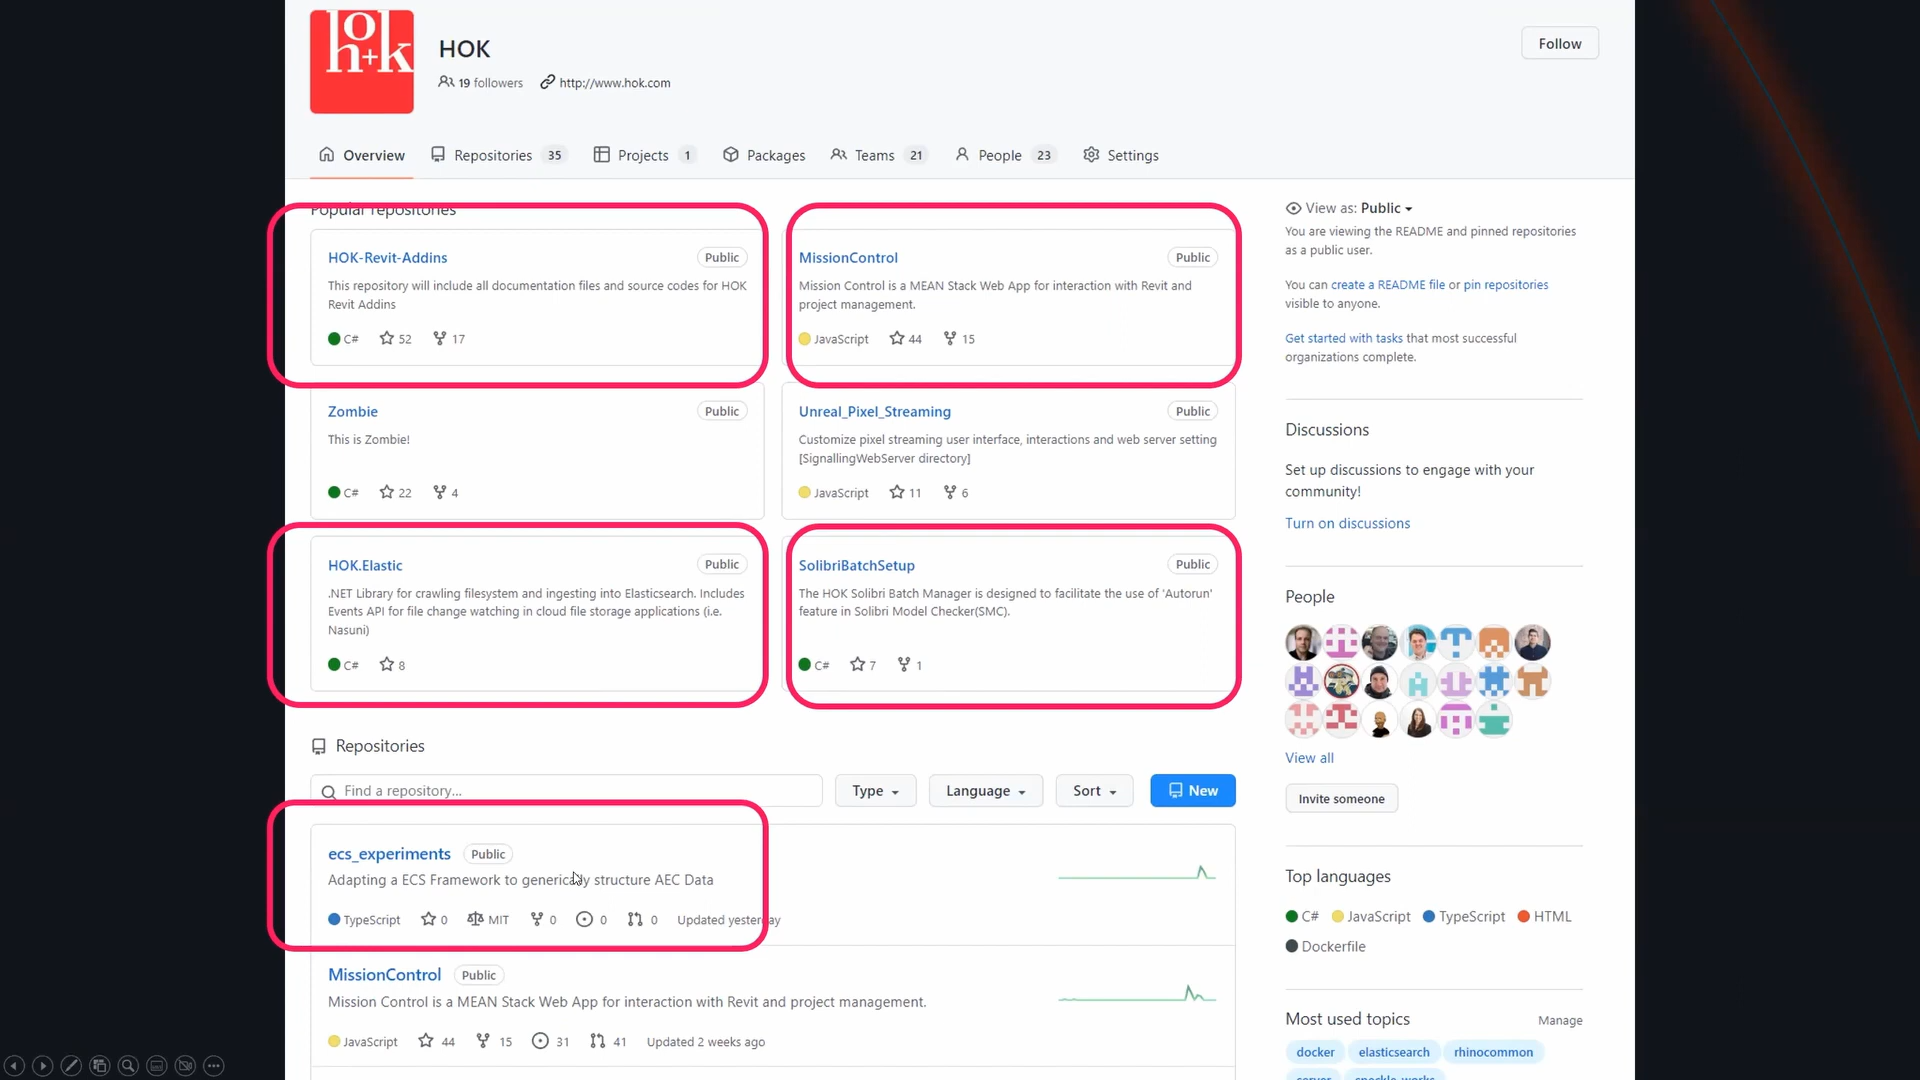 hok
h+k
HOK
19 followers
http://www.hok.com
Follow
Overview
Repositories 35
Projects 1
Packages
Teams 21
People 23
Settings
Popular repositories
HOK-Revit-Addins
Public
This repository will include all documentation files and source codes for HOK
Revit Addins
C# 52 17
MissionControl
Public
Mission Control is a MEAN Stack Web App for interaction with Revit and
project management.
JavaScript 44 15
Zombie
Public
This is Zombie!
C# 22 4
Unreal_Pixel_Streaming
Public
Customize pixel streaming user interface, interactions and web server setting
[SignallingWebServer directory]
JavaScript 11 6
HOK.Elastic
Public
.NET Library for crawling filesystem and ingesting into Elasticsearch. Includes
Events API for file change watching in cloud file storage applications (i.e.
Nasuni)
C# 8
SolibriBatchSetup
Public
The HOK Solibri Batch Manager is designed to facilitate the use of 'Autorun'
feature in Solibri Model Checker(SMC).
C# 7 1
Repositories
Find a repository...
Type
Language
Sort
New
ecs_experiments Public
Adapting a ECS Framework to generically structure AEC Data
TypeScript 0 MIT 0 0 0 Updated yesterday
MissionControl Public
Mission Control is a MEAN Stack Web App for interaction with Revit and project management.
JavaScript 44 15 31 41 Updated 2 weeks ago
View as: Public
You are viewing the README and pinned repositories
as a public user.
You can create a README file or pin repositories
visible to anyone.
Get started with tasks that most successful
organizations complete.
Discussions
Set up discussions to engage with your
community!
Turn on discussions
People
View all
Invite someone
Top languages
C# JavaScript TypeScript HTML
Dockerfile
Most used topics
Manage
docker elasticsearch rhinocommon
server speckle-works